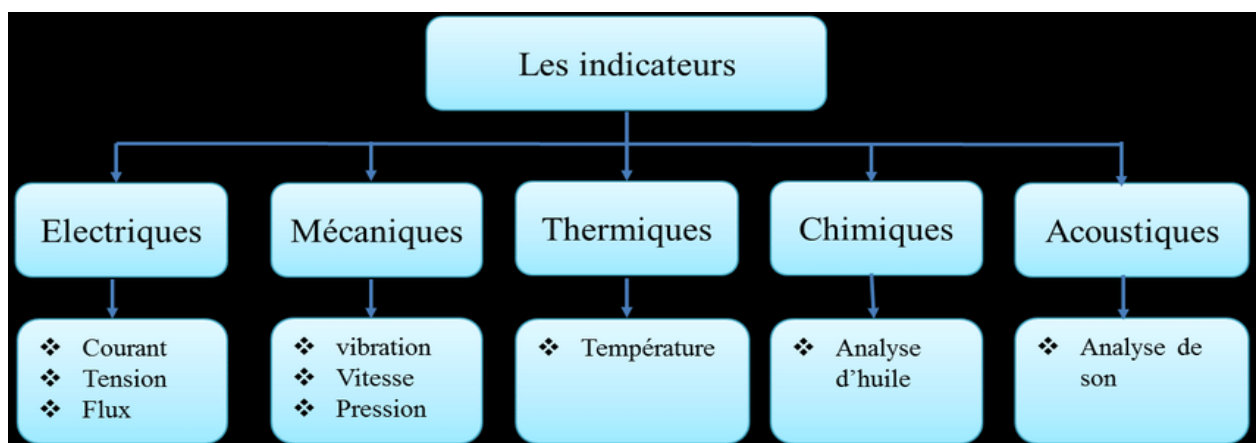 Les indicateurs
Electriques
Mécaniques
Thermiques
Chimiques
Acoustiques
❖ Courant
❖ Tension
❖ Flux
❖ vibration
❖ Vitesse
❖ Pression
❖ Température
❖ Analyse
d’huile
❖ Analyse de
son